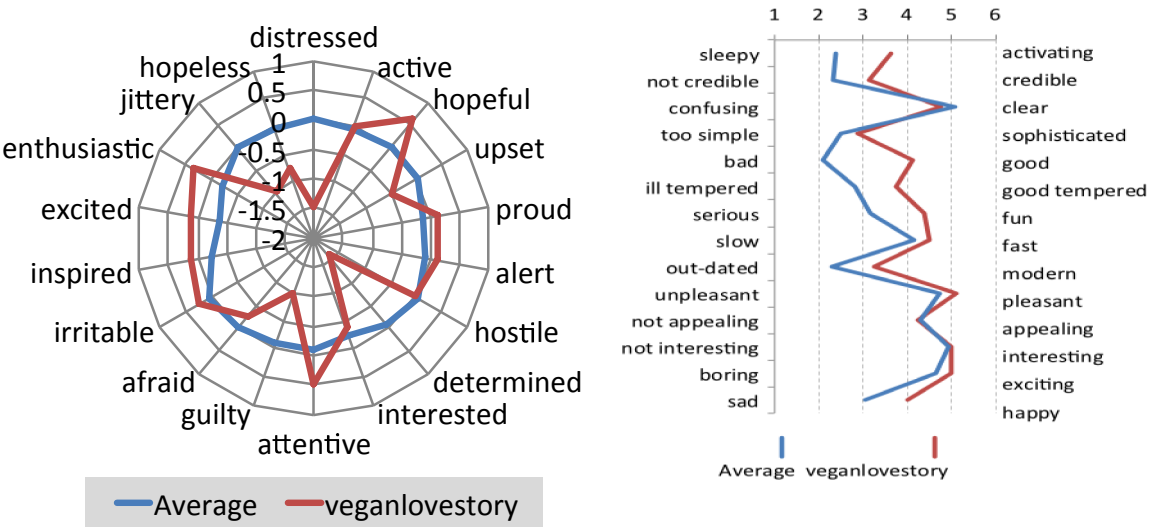 distressed
hopeless
active
jittery
hopeful
enthusiastic
upset
excited
proud
inspired
alert
irritable
hostile
afraid
determined
guilty
interested
attentive
1
0.5
0
-0.5
-1
-1.5
-2
Average veganlovestory
1 2 3 4 5 6
sleepy activating
not credible credible
confusing clear
too simple sophisticated
bad good
ill tempered good tempered
serious fun
slow fast
out-dated modern
unpleasant pleasant
not appealing appealing
not interesting interesting
boring exciting
sad happy
Average veganlovestory